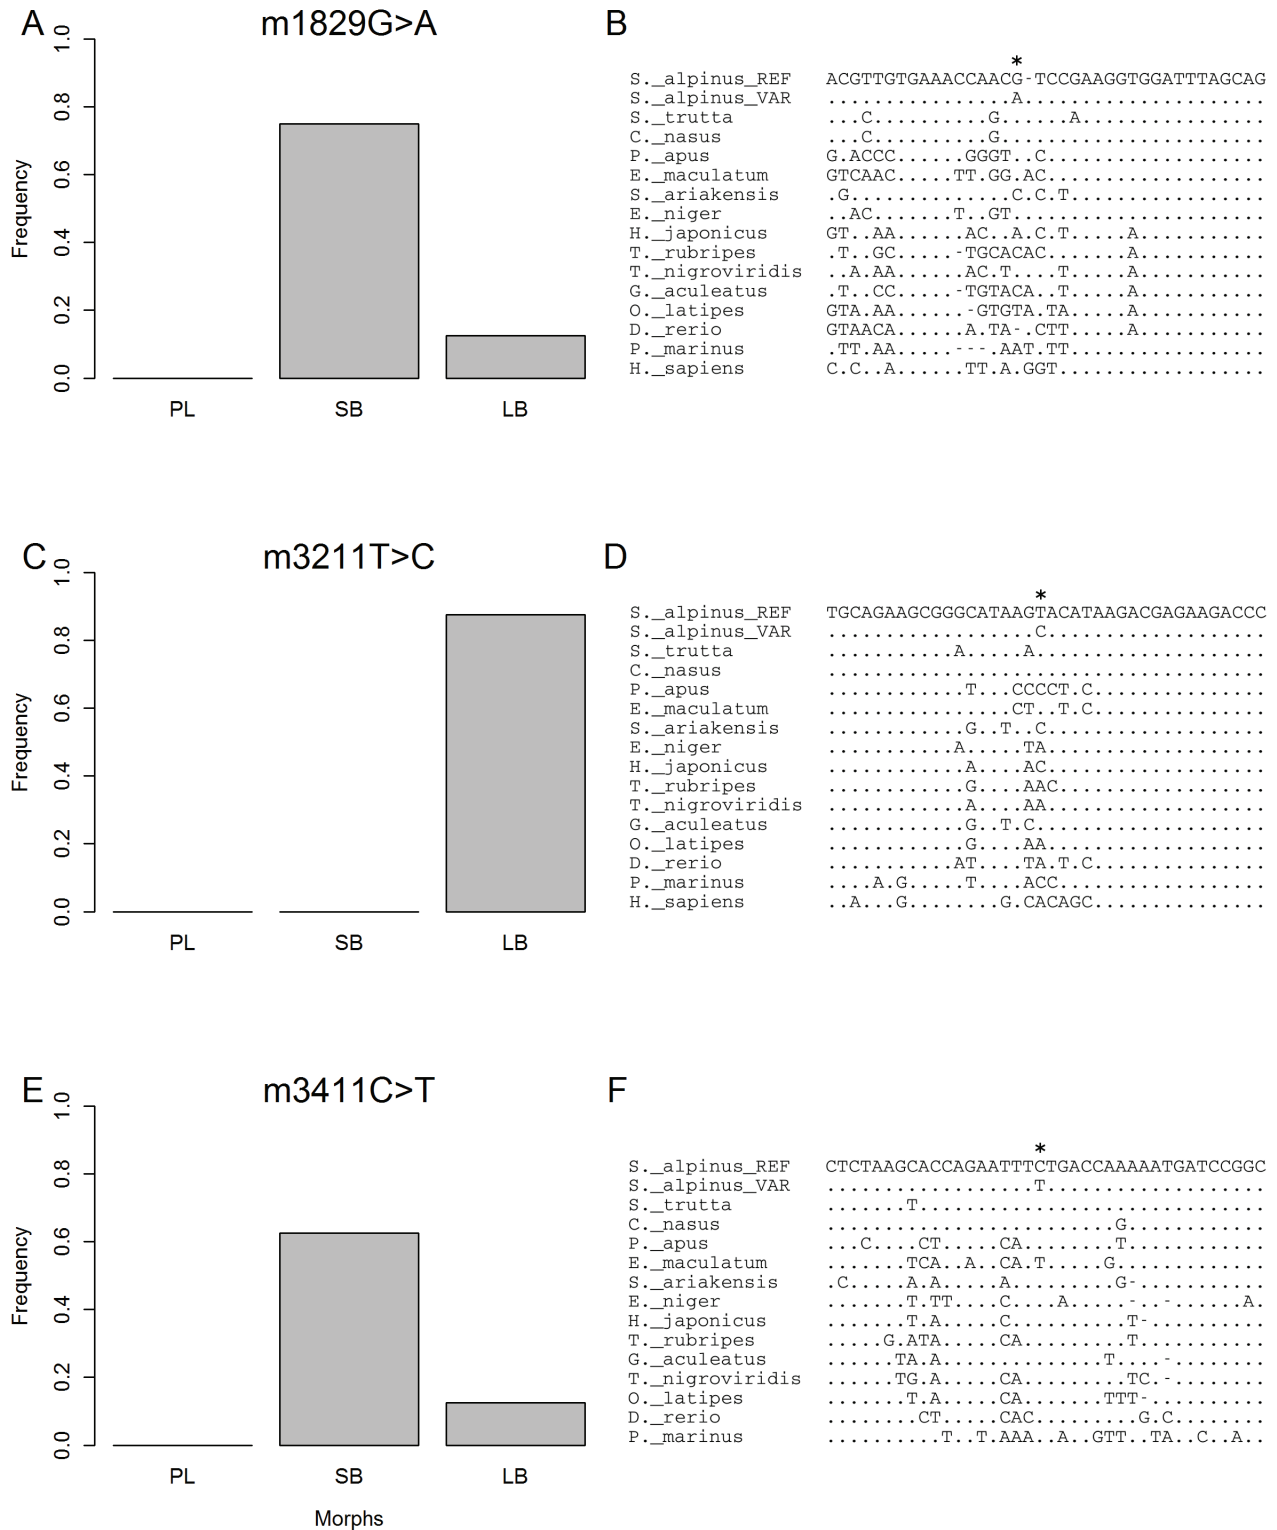 A
m1829G>A
Frequency
1.0
0.8
0.6
0.4
0.2
0.0
PL SB LB
B
*
S._alpinus_REF ACGTTGTGAAACCAACG-TCCGAAGGTGGATTTAGCAG
S._alpinus_VAR ................A.....................
S._trutta ...C..........G......A................
C._nasus ...C..........G.......................
P._apus G.ACCC......GGGT..C...................
E._maculatum GTCAAC.....TT.GG.AC...................
S._ariakensis .G..............C.C.T.................
E._niger ..AC.......T..GT......................
H._japonicus GT..AA......AC..A.C.T.....A...........
T._rubripes .T..GC.....-TGCACAC.......A...........
T._nigroviridis ..A.AA......AC.T....T.....A...........
G._aculeatus .T..CC.....-TGTACA..T.....A...........
O._latipes GTA.AA......-GTGTA.TA.....A...........
D._rerio GTAACA......A.TA-.CTT.....A...........
P._marinus .TT.AA.....---.AAT.TT.................
H._sapiens C.C..A......TT.A.GGT..................
C
m3211T>C
Frequency
1.0
0.8
0.6
0.4
0.2
0.0
PL SB LB
D
*
S._alpinus_REF TGCAGAAGCGGGCATAAGTACATAAGACGAGAAGACCC
S._alpinus_VAR ..................C...................
S._trutta ...........A.....A....................
C._nasus ......................................
P._apus ............T...CCCCT.C...............
E._maculatum ................CT..T.C...............
S._ariakensis ............G..T..C...................
E._niger ...........A.....TA...................
H._japonicus ............A....AC...................
T._rubripes ............G....AAC..................
T._nigroviridis ............A....AA...................
G._aculeatus ............G..T.C....................
O._latipes ............G....AA...................
D._rerio ...........AT....TA.T.C...............
P._marinus ....A.G.....T....ACC..................
H._sapiens ..A...G........G.CACAGC...............
E
m3411C>T
Frequency
1.0
0.8
0.6
0.4
0.2
0.0
PL SB LB
Morphs
F
*
S._alpinus_REF CTCTAAGCACCAGAATTTCTGACCAAAAATGATCCGGC
S._alpinus_VAR ..................T...................
S._trutta .......T..............................
C._nasus .........................G............
P._apus ...C....CT.....CA........T............
E._maculatum .......TCA..A..CA.T.....G.............
S._ariakensis .C.....A.A.....A.........G-...........
E._niger .......T.TT....C....A.....-..-......A.
H._japonicus .......T.A.....C..........T-..........
T._rubripes .....G.ATA.....CA.........T...........
G._aculeatus ......TA.A..............T....-........
T._nigroviridis ......TG.A.....CA.........TC.-........
O._latipes .......T.A.....CA.......TTT-..........
D._rerio ........CT.....CAC.........G.C........
P._marinus ..........T..T.AAA..A..GTT..TA..C..A..